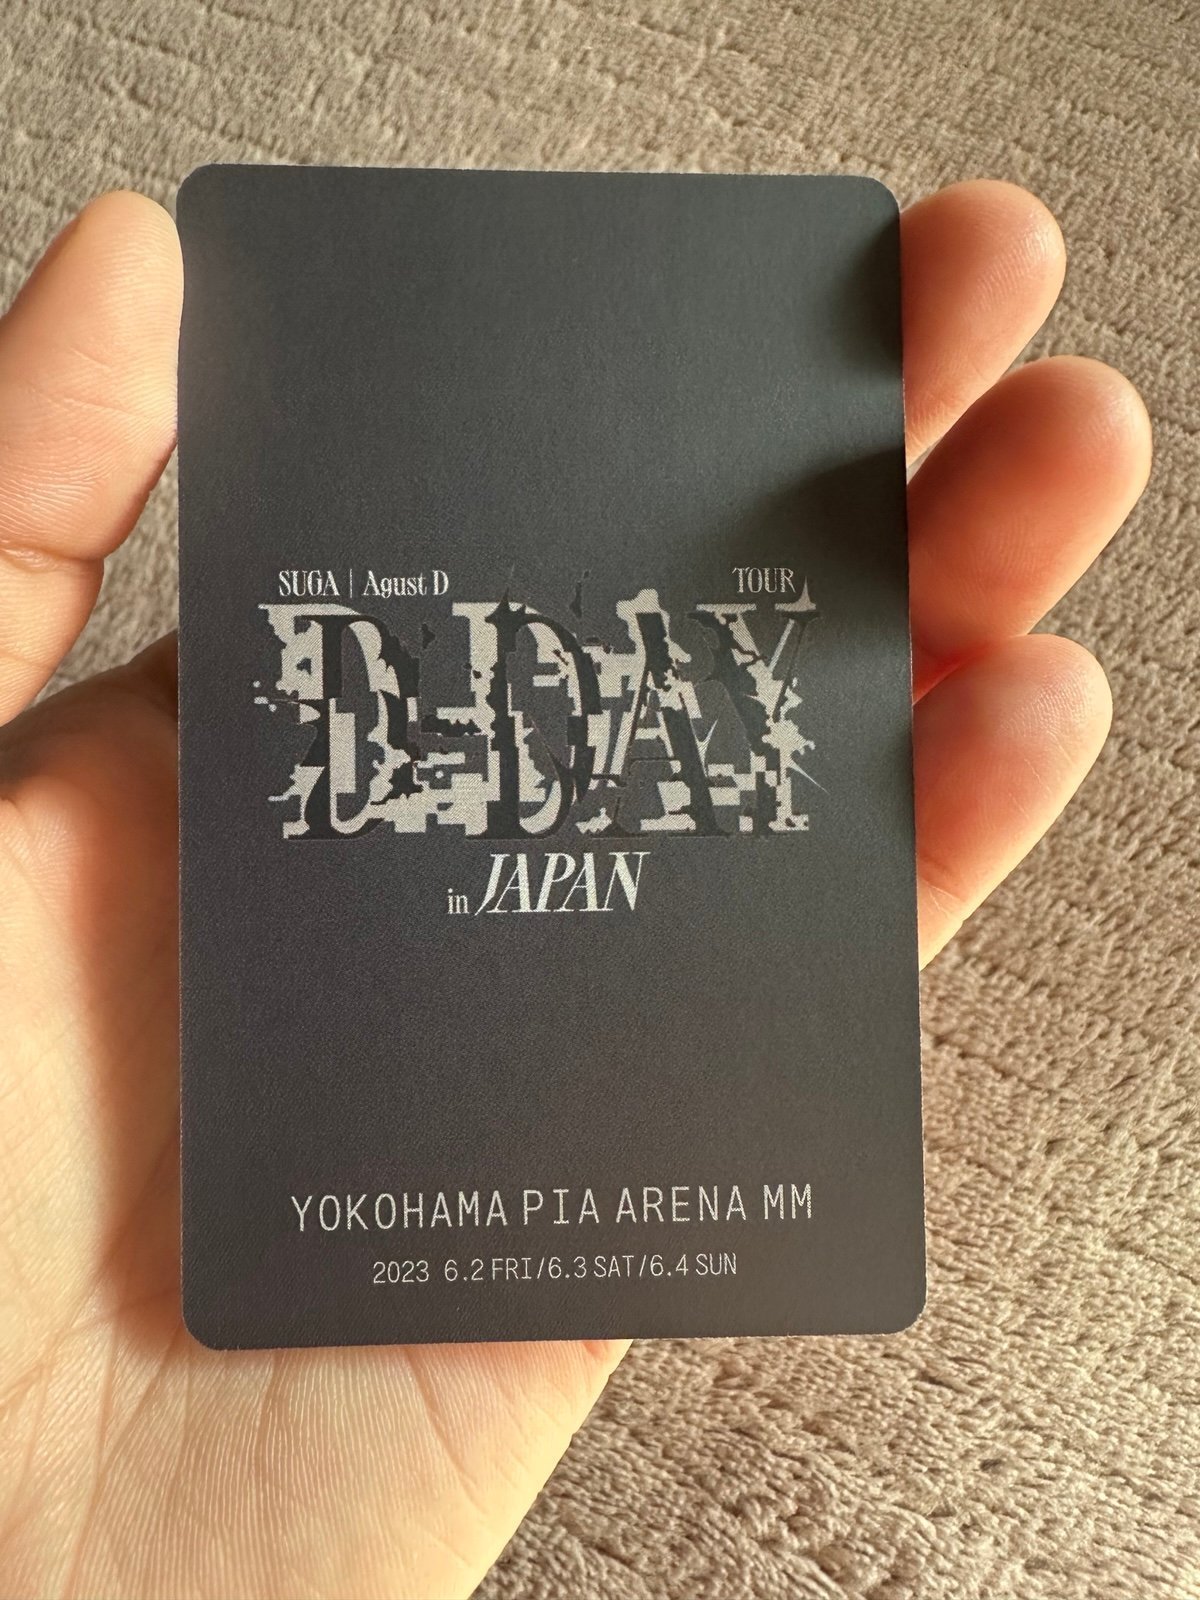 SUGA | Agust D TOUR
D-DAY
in JAPAN
YOKOHAMA PIA ARENA MM
2023 6.2 FRI/6.3 SAT/6.4 SUN